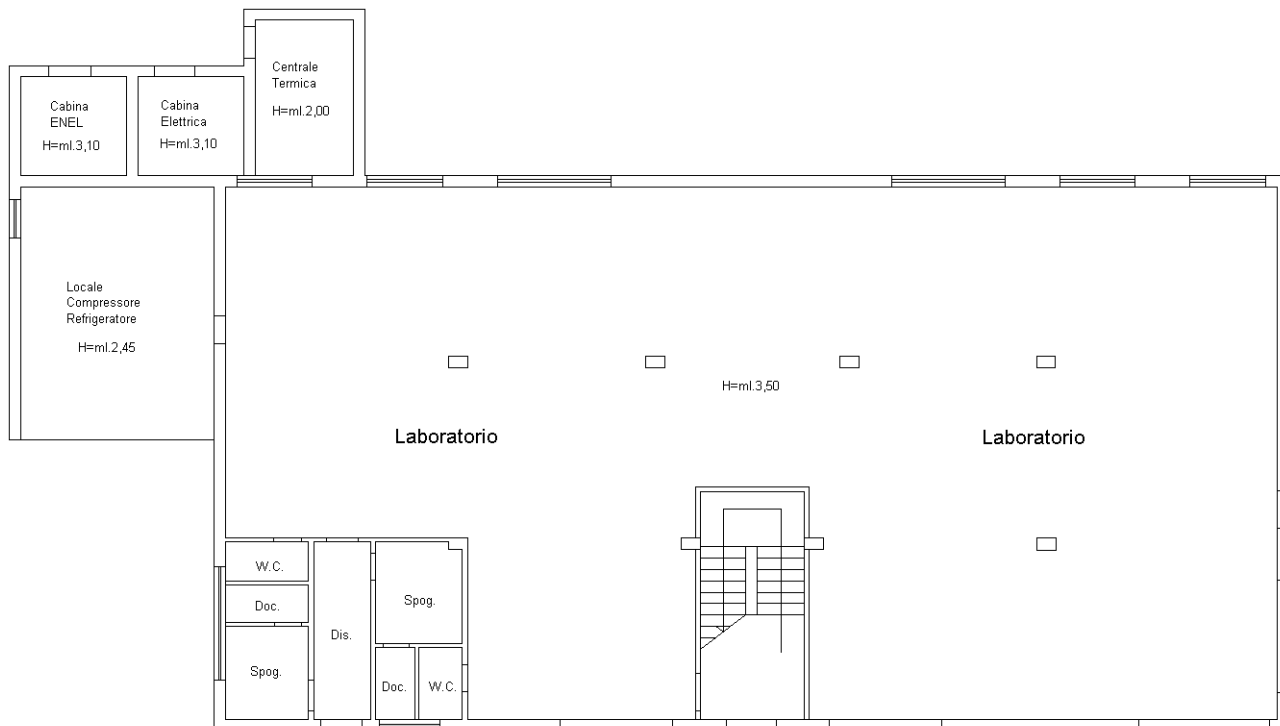 Centrale
Termica
H=ml.2,00
Cabina
ENEL
H=ml.3,10
Cabina
Elettrica
H=ml.3,10
Locale
Compressore
Refrigeratore
H=ml.2,45
H=ml.3,50
Laboratorio
Laboratorio
W.C.
Doc.
Spog.
Dis.
Spog.
Doc.
W.C.